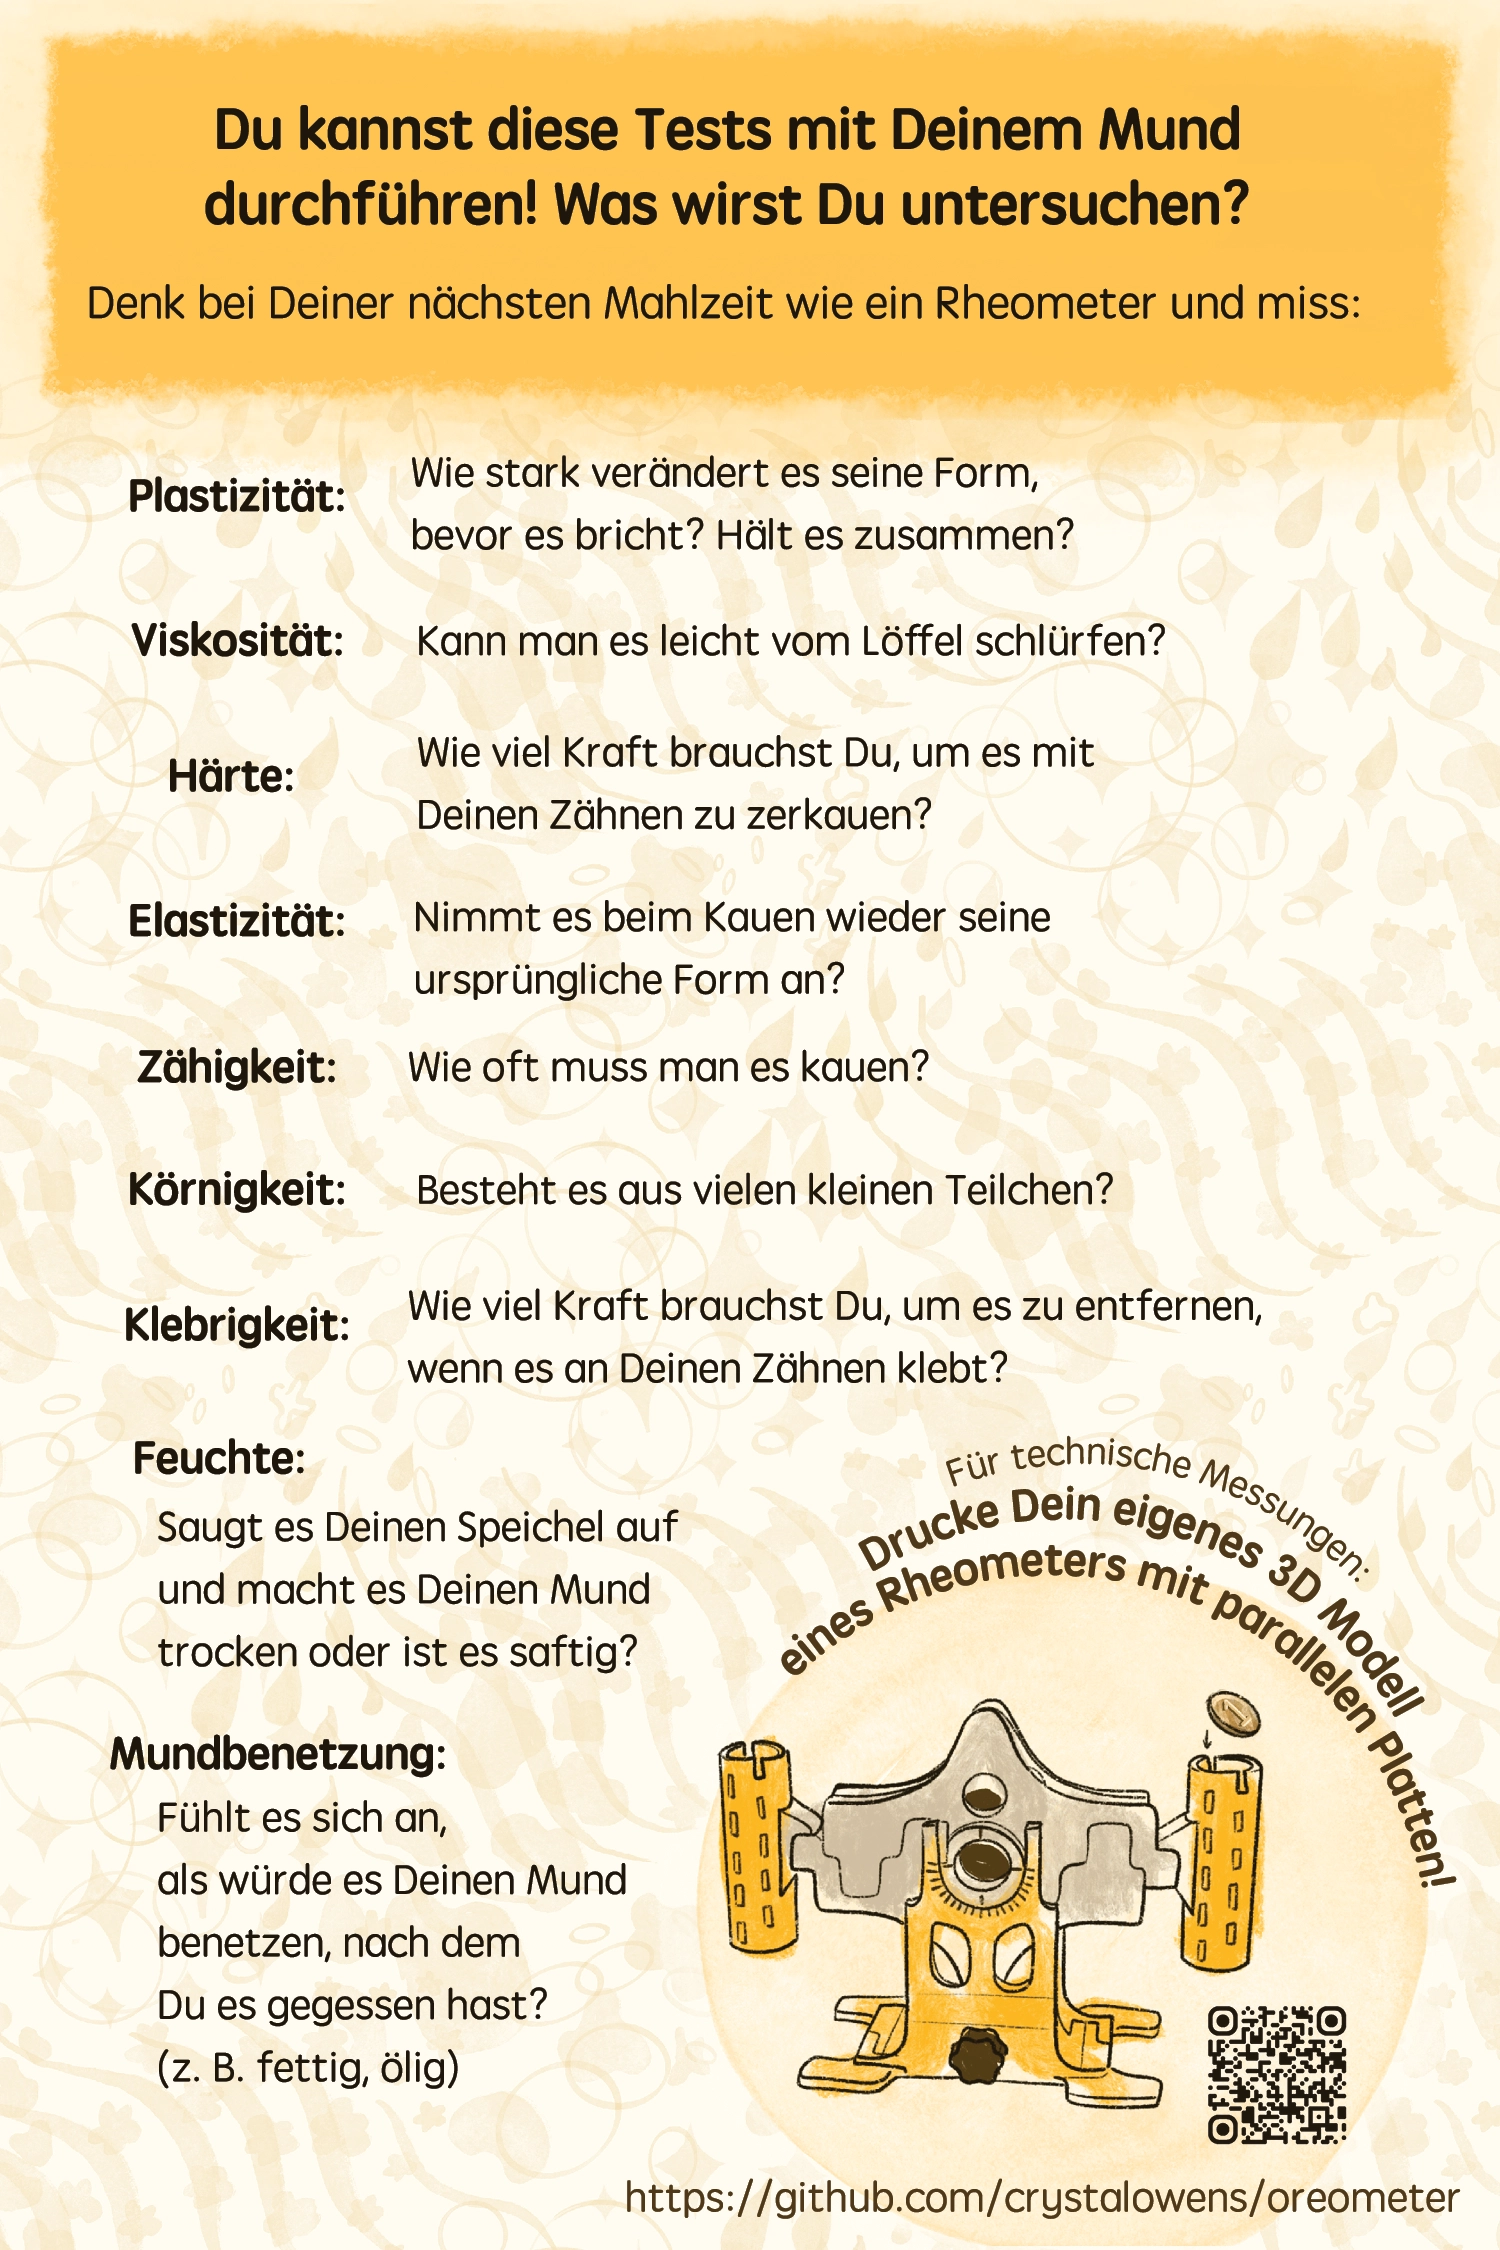 Du kannst diese Tests mit Deinem Mund
durchführen! Was wirst Du untersuchen?
Denk bei Deiner nächsten Mahlzeit wie ein Rheometer und miss:
Plastizität: Wie stark verändert es seine Form,
bevor es bricht? Hält es zusammen?
Viskosität: Kann man es leicht vom Löffel schlürfen?
Härte: Wie viel Kraft brauchst Du, um es mit
Deinen Zähnen zu zerkauen?
Elastizität: Nimmt es beim Kauen wieder seine
ursprüngliche Form an?
Zähigkeit: Wie oft muss man es kauen?
Körnigkeit: Besteht es aus vielen kleinen Teilchen?
Klebrigkeit: Wie viel Kraft brauchst Du, um es zu entfernen,
wenn es an Deinen Zähnen klebt?
Feuchte:
Saugt es Deinen Speichel auf
und macht es Deinen Mund
trocken oder ist es saftig?
Mundbenetzung:
Fühlt es sich an,
als würde es Deinen Mund
benetzen, nach dem
Du es gegessen hast?
(z. B. fettig, ölig)
Für technische Messungen:
Drucke Dein eigenes 3D Modell
eines Rheometers mit parallelen Platten!
1
https://github.com/crystalowens/oreometer